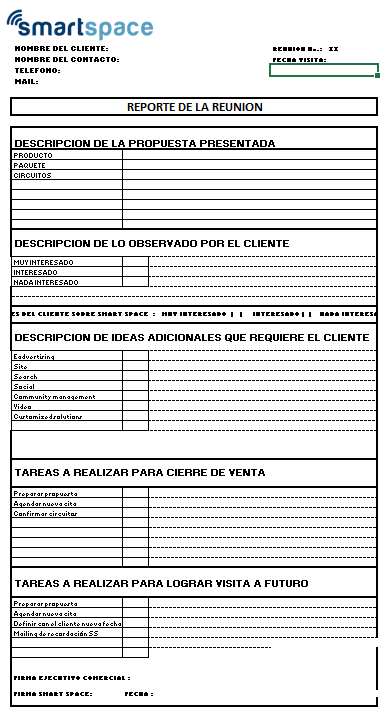 smartspace
NOMBRE DEL CLIENTE:
REUNION No.: XX
NOMBRE DEL CONTACTO:
FECHA VISITA:
TELEFONO:
MAIL:
REPORTE DE LA REUNION
DESCRIPCION DE LA PROPUESTA PRESENTADA
PRODUCTO
PAQUETE
CIRCUITOS
DESCRIPCION DE LO OBSERVADO POR EL CLIENTE
MUY INTERESADO
INTERESADO
NADA INTERESADO
ES DEL CLIENTE SOBRE SMART SPACE : MUY INTERESADO ( ) INTERESADO ( ) NADA INTERESA
DESCRIPCION DE IDEAS ADICIONALES QUE REQUIERE EL CLIENTE
Eadvertiring
Site
Search
Social
Community management
Video
Customized solutions
TAREAS A REALIZAR PARA CIERRE DE VENTA
Preparar propuesta
Agendar nueva cita
Confirmar circuitos
TAREAS A REALIZAR PARA LOGRAR VISITA A FUTURO
Preparar propuesta
Agendar nueva cita
Definir con el cliente nueva fecha
Mailing de recordación SS
FIRMA EJECUTIVO COMERCIAL :
FIRMA SMART SPACE: FECHA :